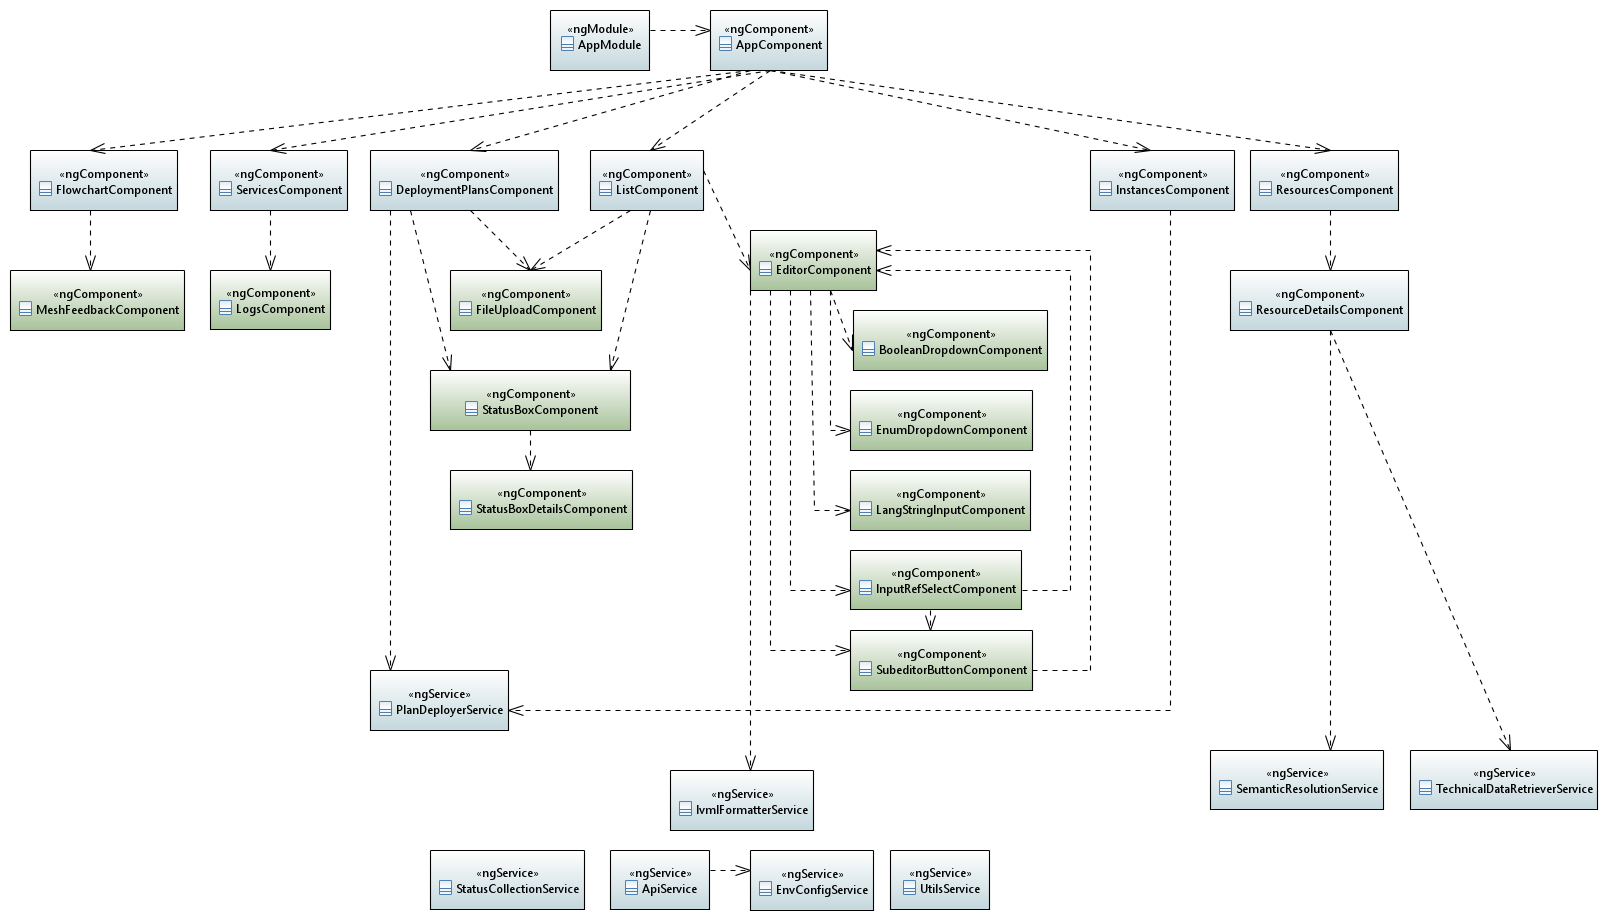 «ngModule»
AppModule
«ngComponent»
AppComponent
«ngComponent»
FlowchartComponent
«ngComponent»
ServicesComponent
«ngComponent»
DeploymentPlansComponent
«ngComponent»
ListComponent
«ngComponent»
InstancesComponent
«ngComponent»
ResourcesComponent
«ngComponent»
EditorComponent
«ngComponent»
MeshFeedbackComponent
«ngComponent»
LogsComponent
«ngComponent»
FileUploadComponent
«ngComponent»
ResourceDetailsComponent
«ngComponent»
BooleanDropdownComponent
«ngComponent»
StatusBoxComponent
«ngComponent»
EnumDropdownComponent
«ngComponent»
StatusBoxDetailsComponent
«ngComponent»
LangStringInputComponent
«ngComponent»
InputRefSelectComponent
«ngComponent»
SubeditorButtonComponent
«ngService»
PlanDeployerService
«ngService»
IvmlFormatterService
«ngService»
SemanticResolutionService
«ngService»
TechnicalDataRetrieverService
«ngService»
StatusCollectionService
«ngService»
ApiService
«ngService»
EnvConfigService
«ngService»
UtilsService